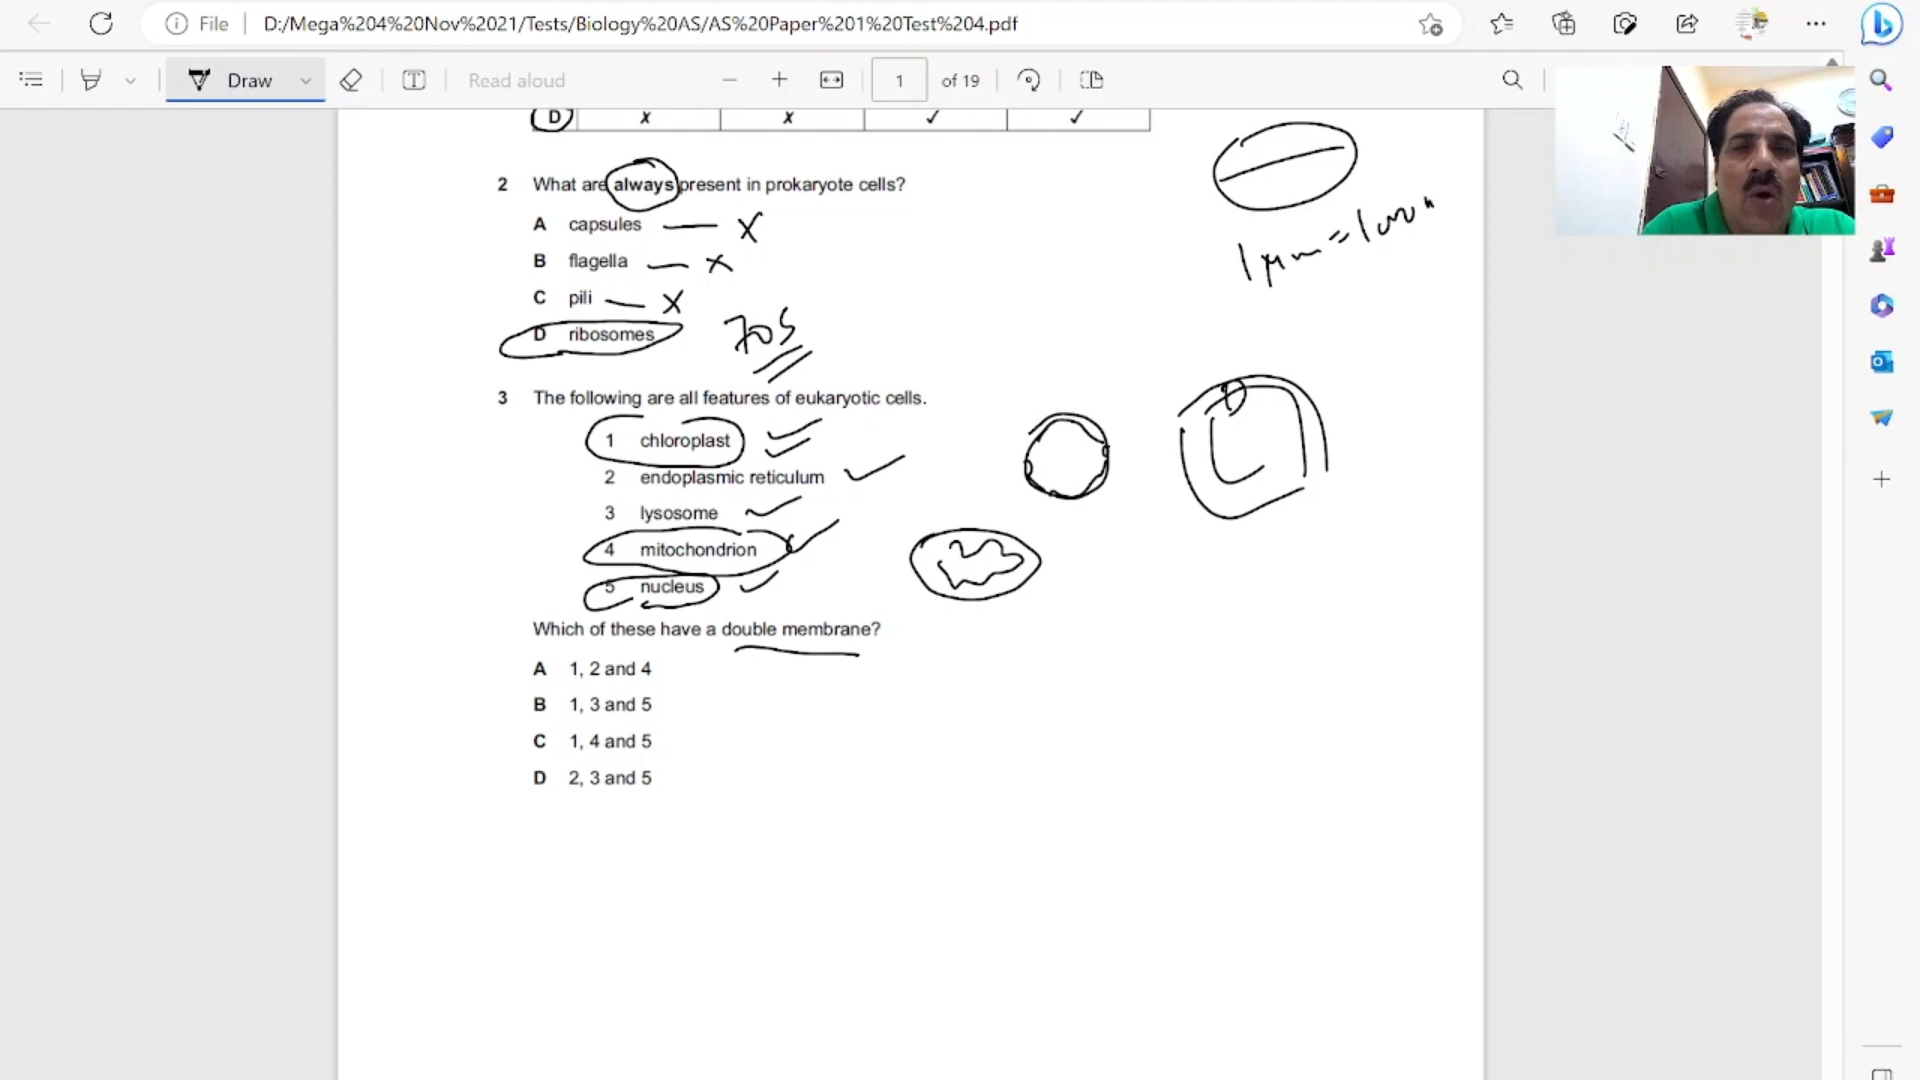 File D:/Mega%204%20Nov%2021/Tests/Biology%20AS/AS%20Paper%201%20Test%204.pdf
Draw Read aloud 1 of 19
D x x ✓ ✓
2 What are always present in prokaryote cells?
A capsules — X
B flagella — X
C pili — X
D ribosomes 70S
1 μm = 1000 n
3 The following are all features of eukaryotic cells.
1 chloroplast
2 endoplasmic reticulum
3 lysosome
4 mitochondrion
5 nucleus
Which of these have a double membrane?
A 1, 2 and 4
B 1, 3 and 5
C 1, 4 and 5
D 2, 3 and 5